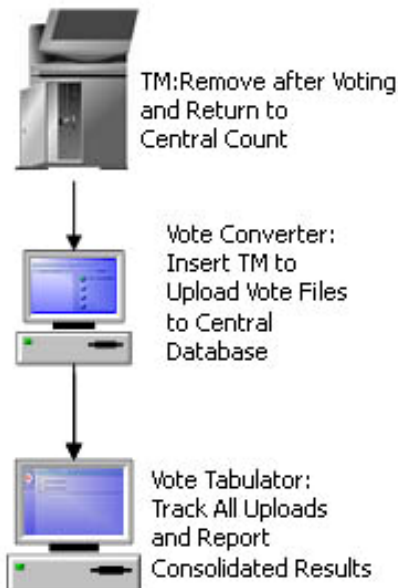 TM:Remove after Voting
and Return to
Central Count
Vote Converter:
Insert TM to
Upload Vote Files
to Central
Database
Vote Tabulator:
Track All Uploads
and Report
Consolidated Results